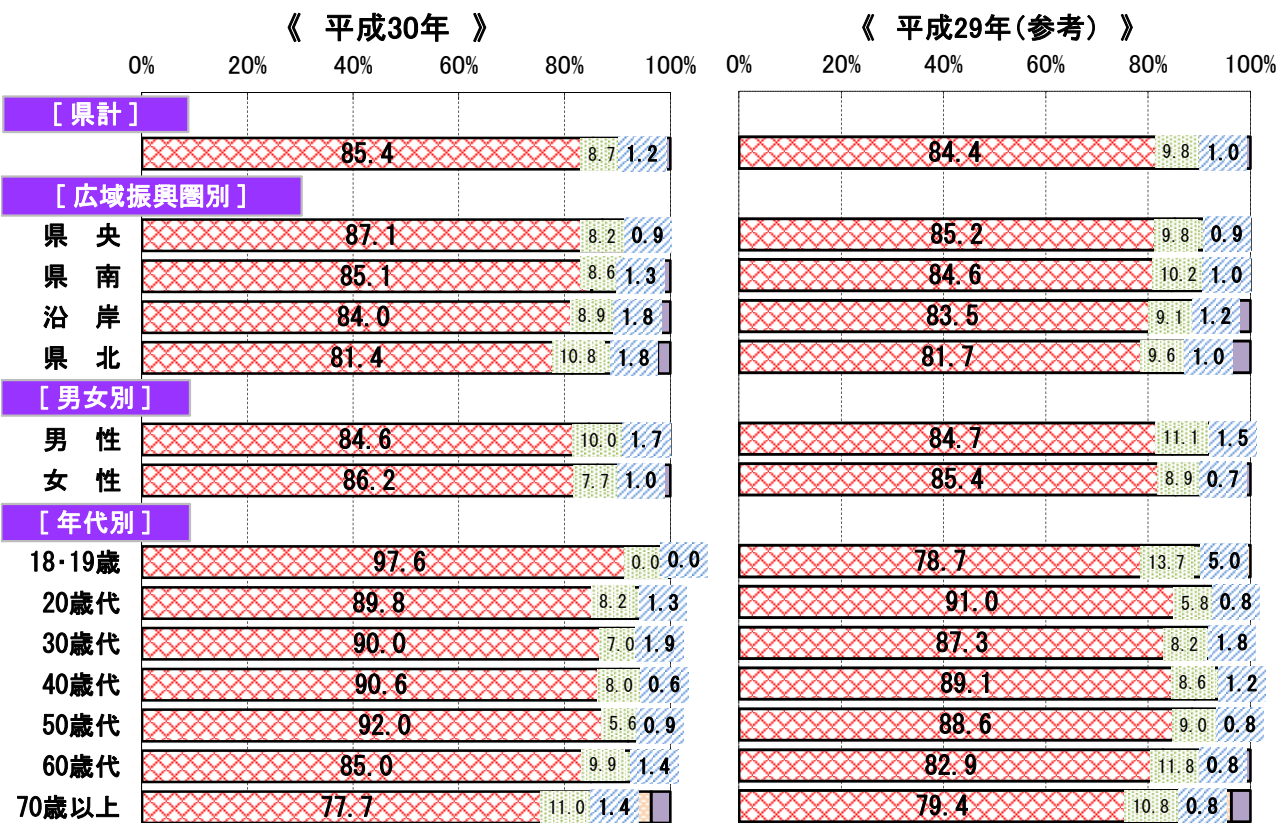 《 平成30年 》 《 平成29年(参考) 》
0% 20% 40% 60% 80% 100% 0% 20% 40% 60% 80% 100%
[ 県計 ]
85.4 8.7 1.2 84.4 9.8 1.0
[ 広域振興圏別 ]
県 央 87.1 8.2 0.9 85.2 9.8 0.9
県 南 85.1 8.6 1.3 84.6 10.2 1.0
沿 岸 84.0 8.9 1.8 83.5 9.1 1.2
県 北 81.4 10.8 1.8 81.7 9.6 1.0
[ 男女別 ]
男 性 84.6 10.0 1.7 84.7 11.1 1.5
女 性 86.2 7.7 1.0 85.4 8.9 0.7
[ 年代別 ]
18・19歳 97.6 0.0 0.0 78.7 13.7 5.0
20歳代 89.8 8.2 1.3 91.0 5.8 0.8
30歳代 90.0 7.0 1.9 87.3 8.2 1.8
40歳代 90.6 8.0 0.6 89.1 8.6 1.2
50歳代 92.0 5.6 0.9 88.6 9.0 0.8
60歳代 85.0 9.9 1.4 82.9 11.8 0.8
70歳以上 77.7 11.0 1.4 79.4 10.8 0.8